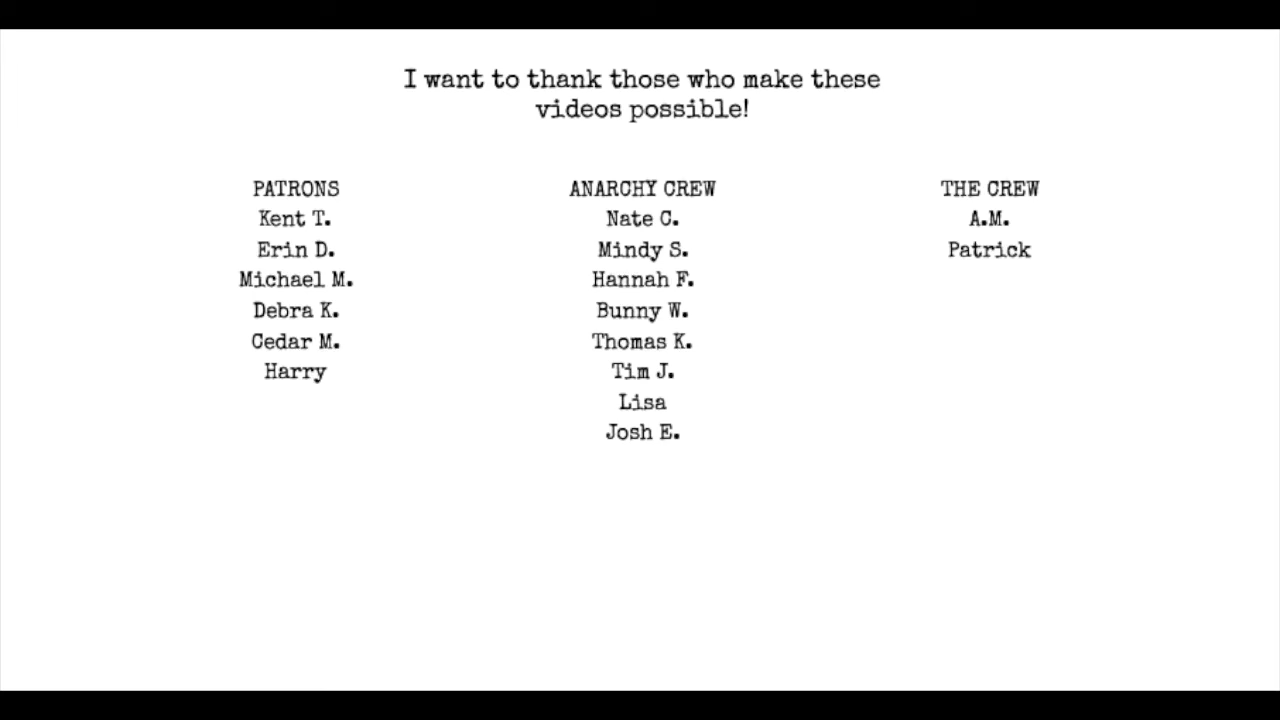 I want to thank those who make these
videos possible!
PATRONS
Kent T.
Erin D.
Michael M.
Debra K.
Cedar M.
Harry
ANARCHY CREW
Nate C.
Mindy S.
Hannah F.
Bunny W.
Thomas K.
Tim J.
Lisa
Josh E.
THE CREW
A.M.
Patrick